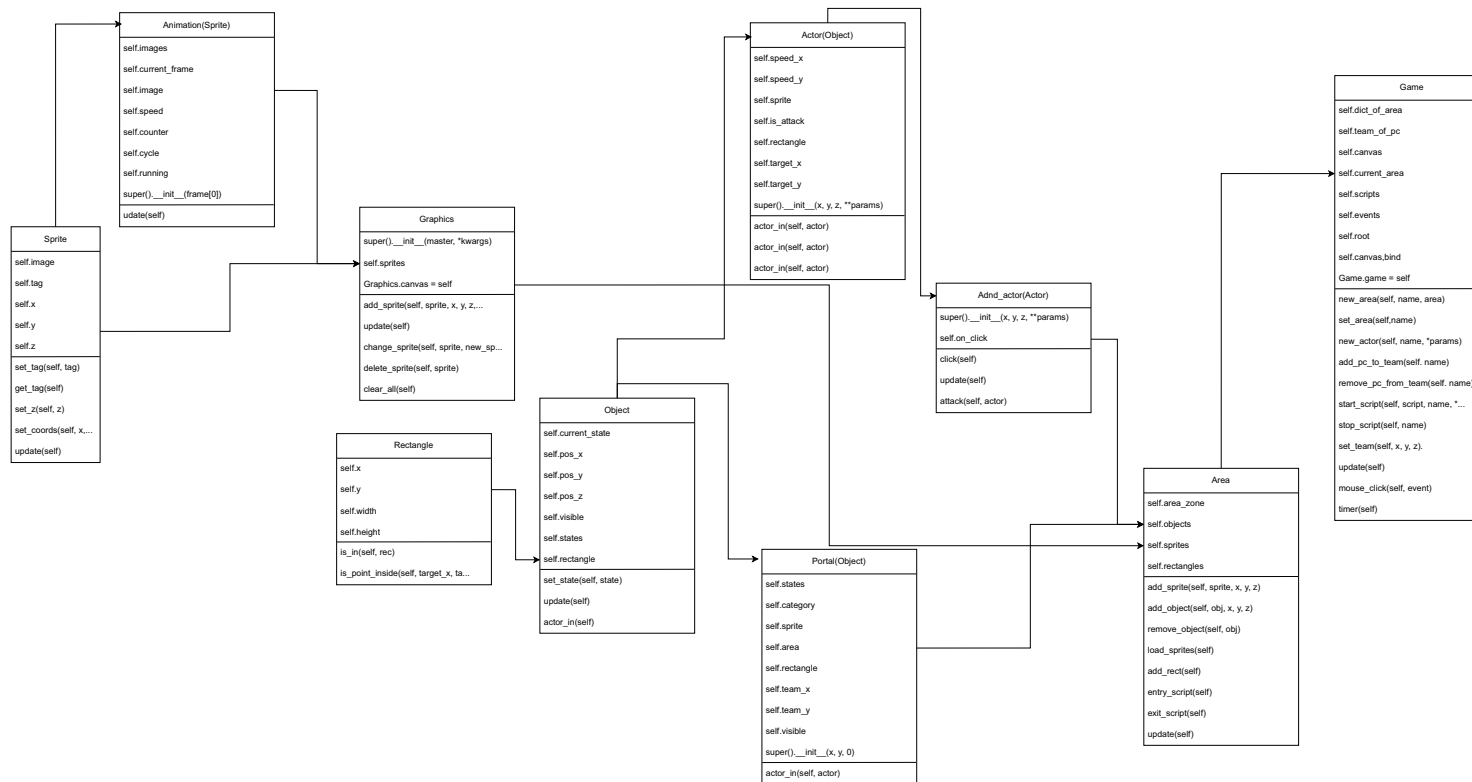 Animation(Sprite)
self.images
self.current_frame
self.image
self.speed
self.counter
self.cycle
self.running
super().__init__(frame[0])
udate(self)
Sprite
self.image
self.tag
self.x
self.y
self.z
set_tag(self, tag)
get_tag(self)
set_z(self, z)
set_coords(self, x,...
update(self)
Graphics
super().__init__(master, *kwargs)
self.sprites
Graphics.canvas = self
add_sprite(self, sprite, x, y, z,...
update(self)
change_sprite(self, sprite, new_sp...
delete_sprite(self, sprite)
clear_all(self)
Rectangle
self.x
self.y
self.width
self.height
is_in(self, rec)
is_point_inside(self, target_x, ta...
Object
self.current_state
self.pos_x
self.pos_y
self.pos_z
self.visible
self.states
self.rectangle
set_state(self, state)
update(self)
actor_in(self)
Actor(Object)
self.speed_x
self.speed_y
self.sprite
self.is_attack
self.rectangle
self.target_x
self.target_y
super().__init__(x, y, z, **params)
actor_in(self, actor)
actor_in(self, actor)
actor_in(self, actor)
Adnd_actor(Actor)
super().__init__(x, y, z, **params)
self.on_click
click(self)
update(self)
attack(self, actor)
Portal(Object)
self.states
self.category
self.sprite
self.area
self.rectangle
self.team_x
self.team_y
self.visible
super().__init__(x, y, 0)
actor_in(self, actor)
Area
self.area_zone
self.objects
self.sprites
self.rectangles
add_sprite(self, sprite, x, y, z)
add_object(self, obj, x, y, z)
remove_object(self, obj)
load_sprites(self)
add_rect(self)
entry_script(self)
exit_script(self)
update(self)
Game
self.dict_of_area
self.team_of_pc
self.canvas
self.current_area
self.scripts
self.events
self.root
self.canvas,bind
Game.game = self
new_area(self, name, area)
set_area(self,name)
new_actor(self, name, *params)
add_pc_to_team(self. name)
remove_pc_from_team(self. name)
start_script(self, script, name, *...
stop_script(self, name)
set_team(self, x, y, z).
update(self)
mouse_click(self, event)
timer(self)